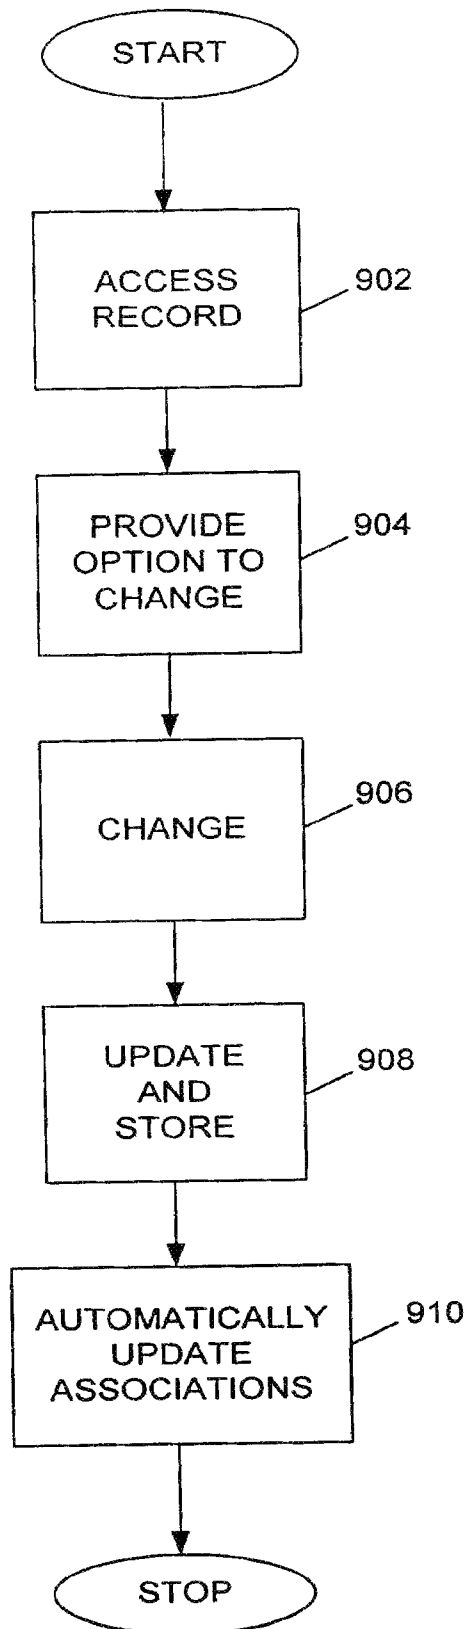 START
ACCESS
RECORD
902
PROVIDE
OPTION TO
CHANGE
904
CHANGE
906
UPDATE
AND
STORE
908
AUTOMATICALLY
UPDATE
ASSOCIATIONS
910
STOP